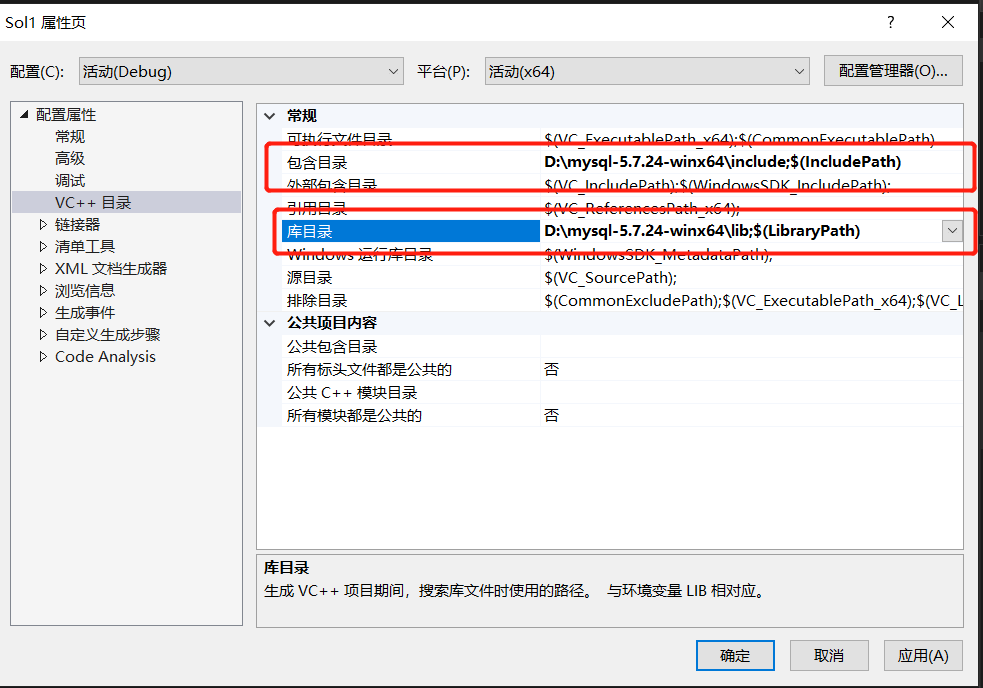 Sol1 属性页
?
配置(C): 活动(Debug) 平台(P): 活动(x64) 配置管理器(O)...
配置属性
常规
高级
调试
VC++ 目录
链接器
清单工具
XML 文档生成器
浏览信息
生成事件
自定义生成步骤
Code Analysis
常规
可执行文件目录 $(VC_ExecutablePath_x64);$(CommonExecutablePath)
包含目录 D:\mysql-5.7.24-winx64\include;$(IncludePath)
外部包含目录 $(VC_IncludePath);$(WindowsSDK_IncludePath);
引用目录 $(VC_ReferencesPath_x64);
库目录 D:\mysql-5.7.24-winx64\lib;$(LibraryPath)
Windows 运行库目录 $(WindowsSDK_MetadataPath);
源目录 $(VC_SourcePath);
排除目录 $(CommonExcludePath);$(VC_ExecutablePath_x64);$(VC_L
公共项目内容
公共包含目录
所有标头文件都是公共的 否
公共 C++ 模块目录
所有模块都是公共的 否
库目录
生成 VC++ 项目期间，搜索库文件时使用的路径。 与环境变量 LIB 相对应。
确定 取消 应用(A)